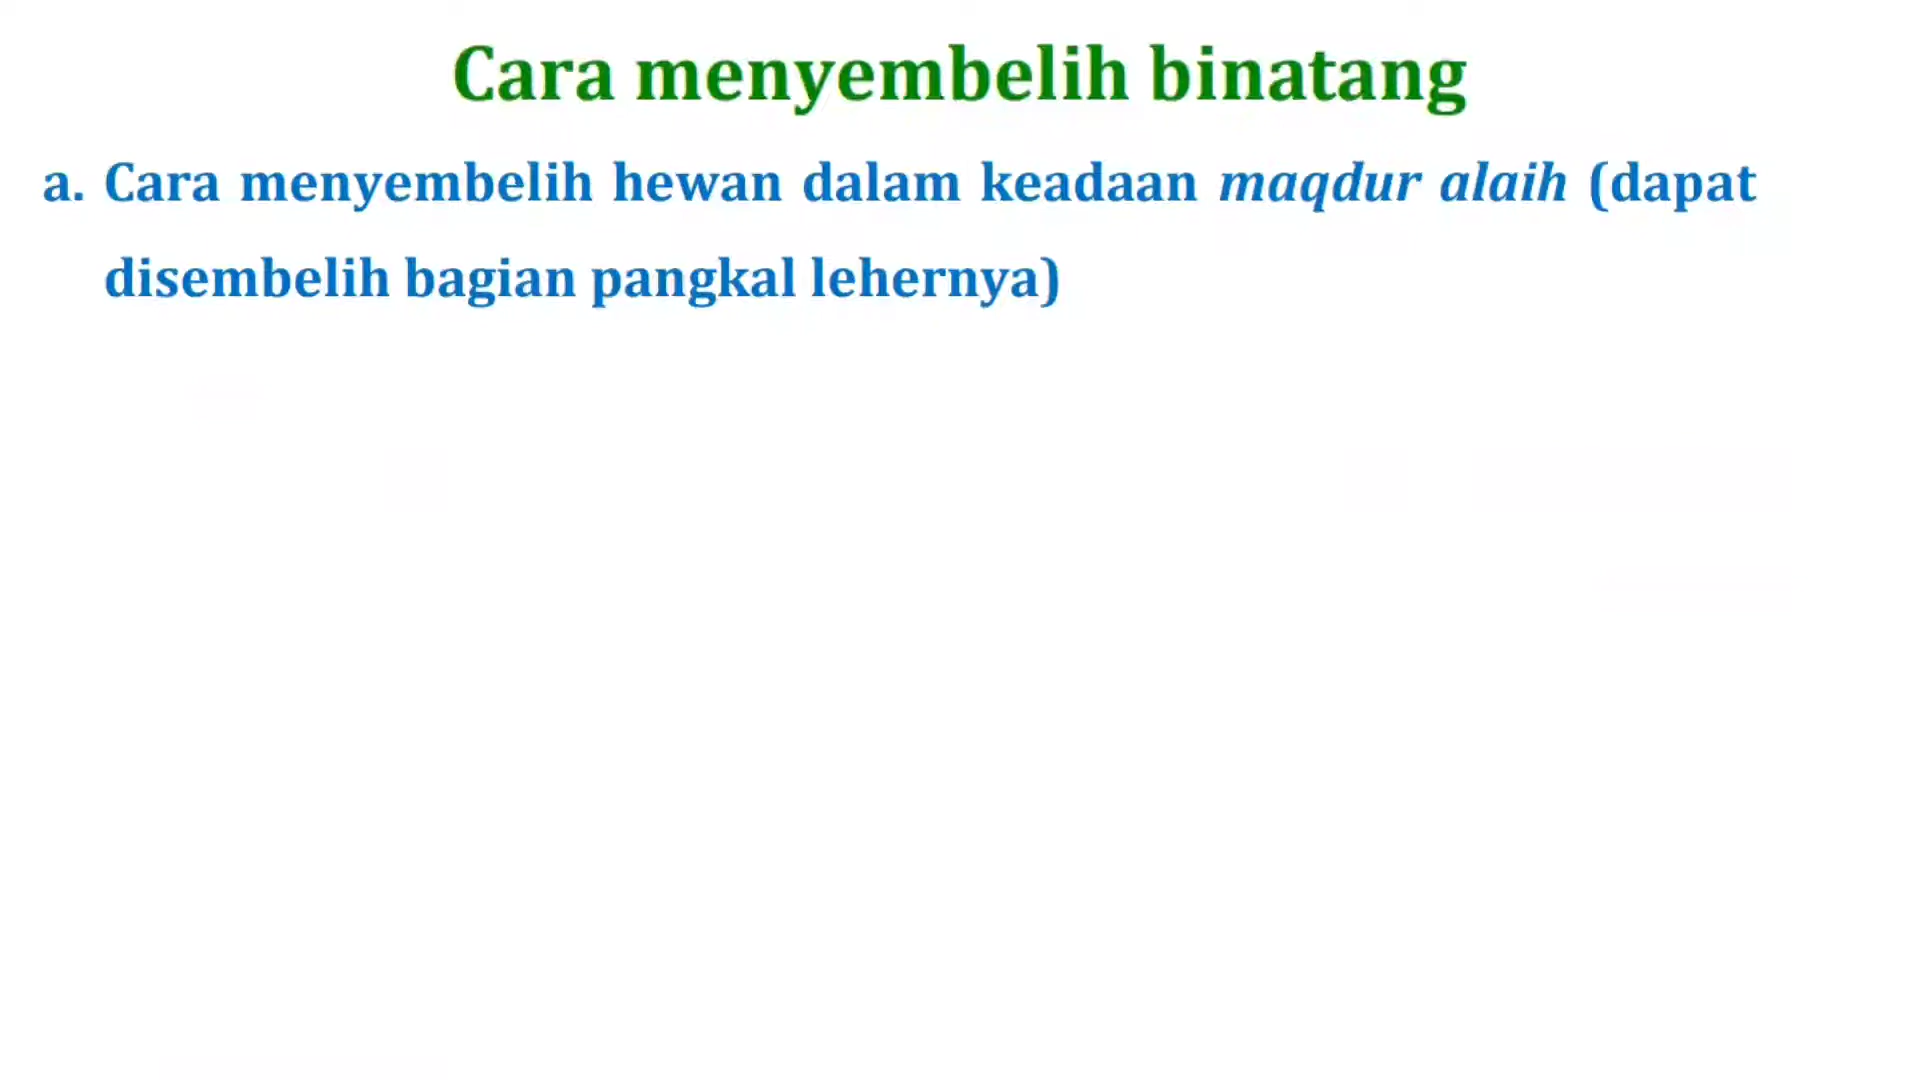 Cara menyembelih binatang
a. Cara menyembelih hewan dalam keadaan maqdur alaih (dapat
disembelih bagian pangkal lehernya)